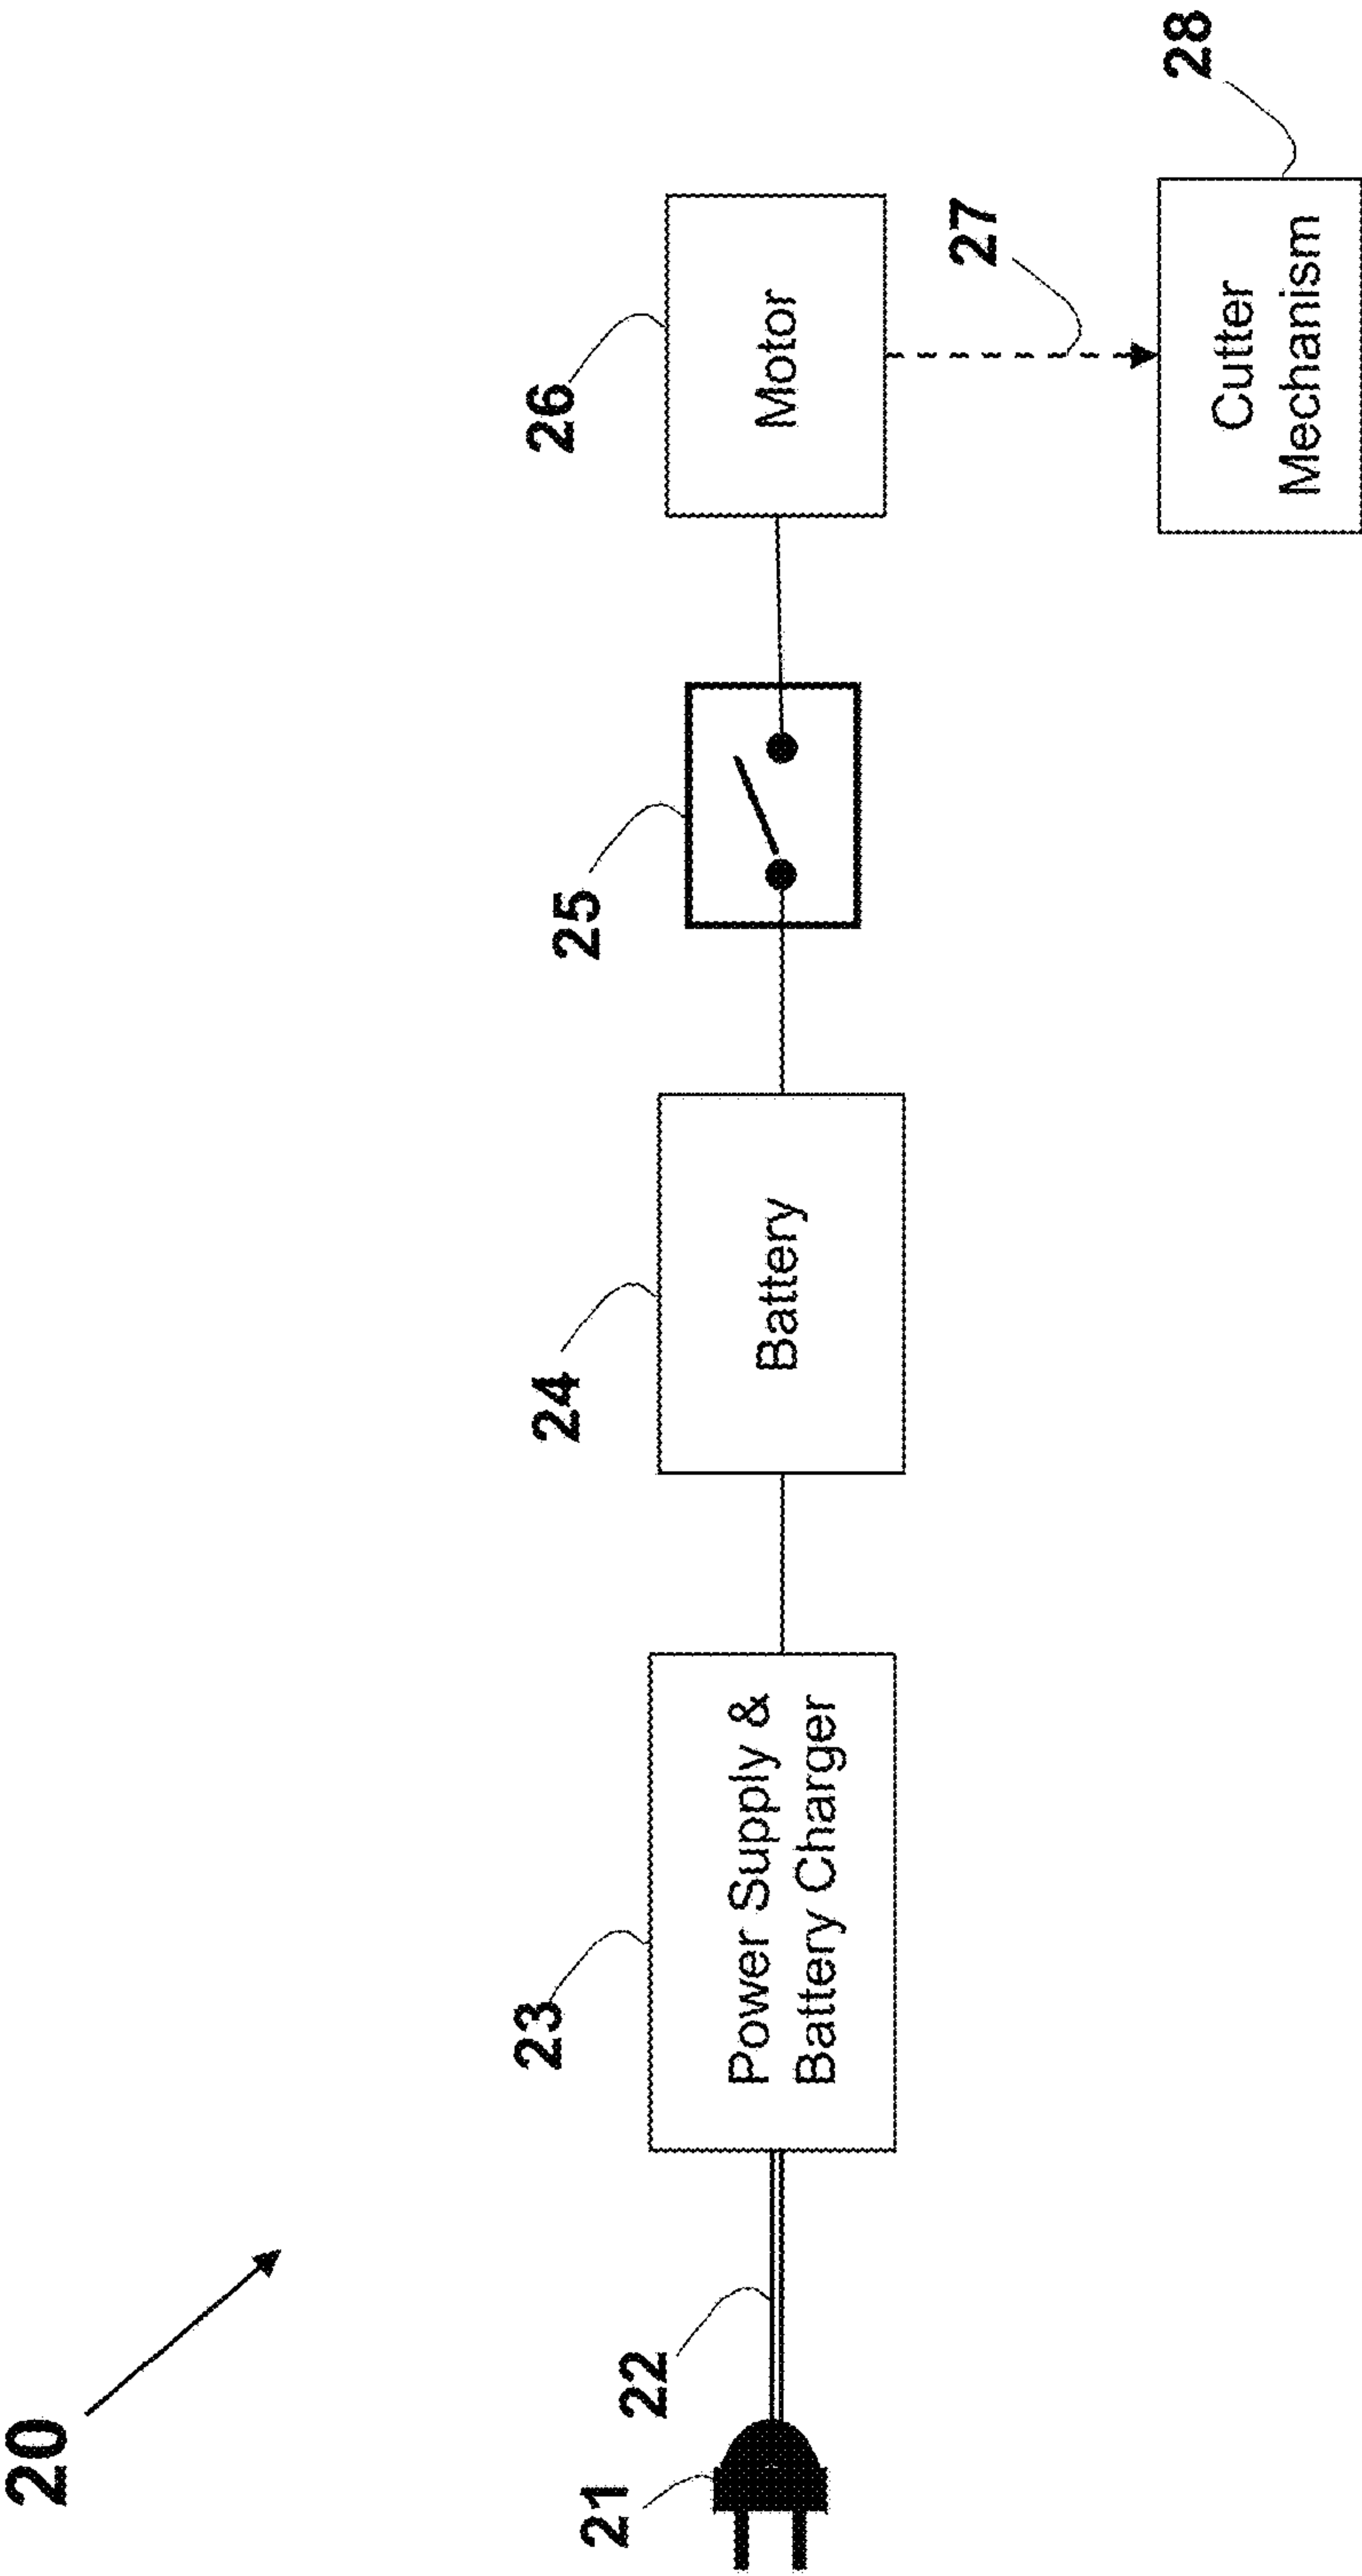 20
21
22
23
Power Supply &
Battery Charger
24
Battery
25
26
Motor
27
28
Cutter
Mechanism